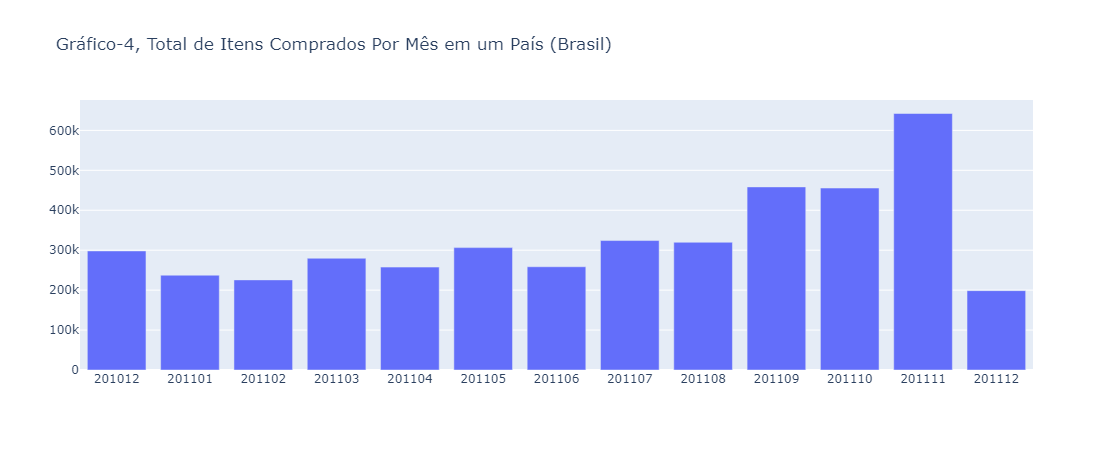 Gráfico-4, Total de Itens Comprados Por Mês em um País (Brasil)
600k
500k
400k
300k
200k
100k
0
201012 201101 201102 201103 201104 201105 201106 201107 201108 201109 201110 201111 201112